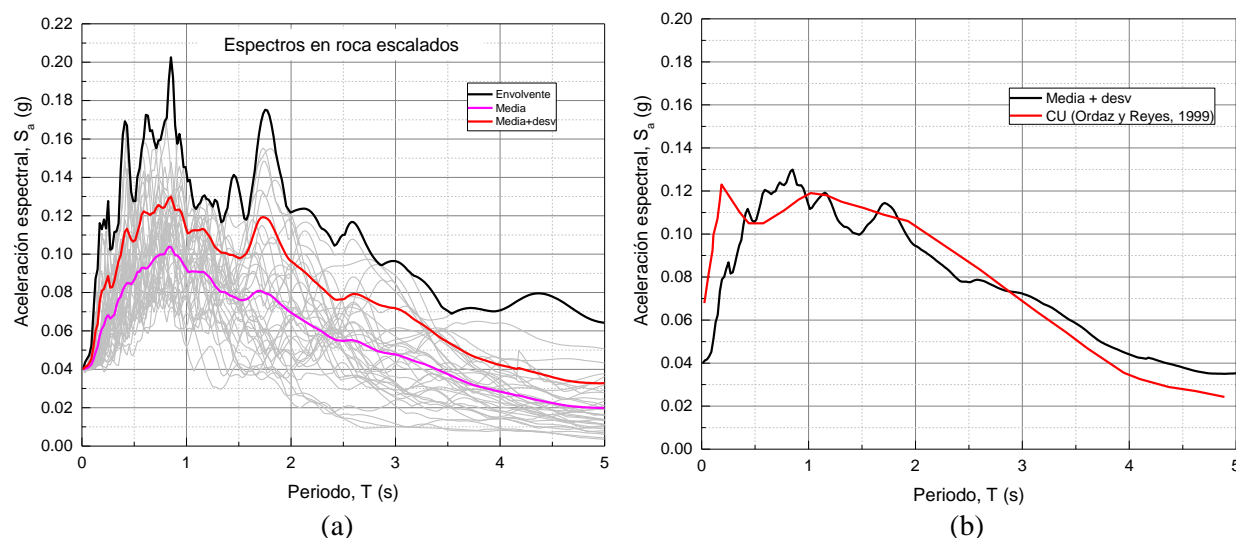 Espectros en roca escalados
Envolvente
Media
Media+desv
Aceleración espectral, Sa (g)
0.22
0.20
0.18
0.16
0.14
0.12
0.10
0.08
0.06
0.04
0.02
0.00
0 1 2 3 4 5
Periodo, T (s)
(a)
Media + desv
CU (Ordaz y Reyes, 1999)
Aceleración espectral, Sa (g)
0.20
0.18
0.16
0.14
0.12
0.10
0.08
0.06
0.04
0.02
0.00
0 1 2 3 4 5
Periodo, T (s)
(b)